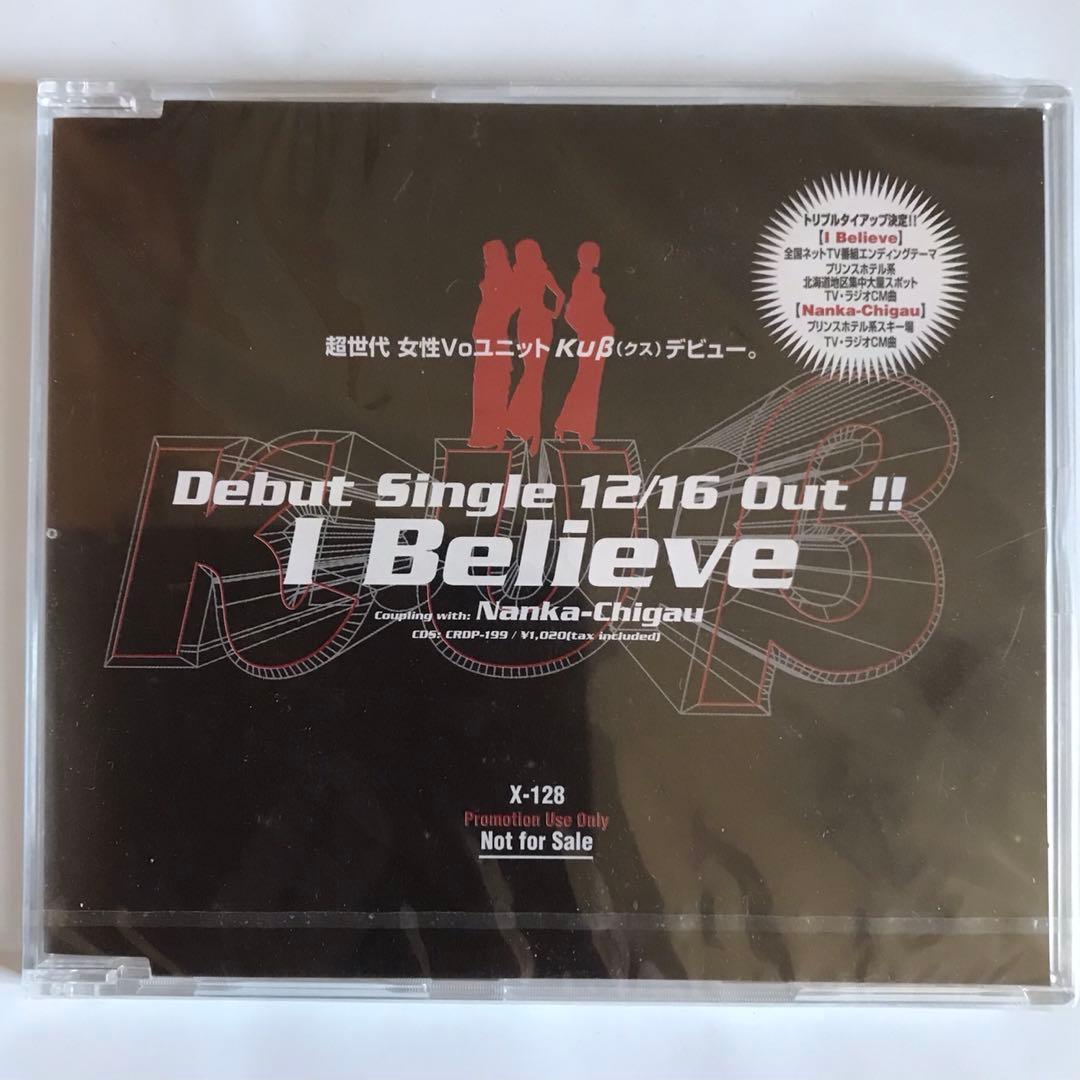 トリプルタイアップ決定!!
【I Believe】
全国ネットTV番組エンディングテーマ
プリンスホテル系
北海道地区集中大量スポット
TV・ラジオCM曲
【Nanka-Chigau】
プリンスホテル系スキー場
TV・ラジオCM曲
超世代 女性Voユニット Kuβ(クス) デビュー。
Kuβ
Debut Single 12/16 Out !!
I Believe
Coupling with: Nanka-Chigau
CDS: CRDP-199 / ¥1,020(tax included)
X-128
Promotion Use Only
Not for Sale